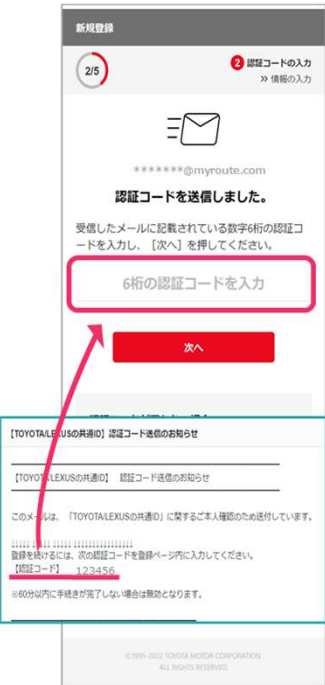 新規登録
2/5
2 認証コードの入力
>> 情報の入力
*******@myroute.com
認証コードを送信しました。
受信したメールに記載されている数字6桁の認証コ
ードを入力し、［次へ］を押してください。
6桁の認証コードを入力
次へ
【TOYOTA/LEXUSの共通ID】認証コード送信のお知らせ
【TOYOTA/LEXUSの共通ID】 認証コード送信のお知らせ
このメールは、「TOYOTA/LEXUSの共通ID」に関するご本人確認のため送付しています。
登録を続けるには、次の認証コードを登録ページ内に入力してください。
【認証コード】 123456
※60分以内に手続きが完了しない場合は無効となります。
©1995-2022 TOYOTA MOTOR CORPORATION.
ALL RIGHTS RESERVED.